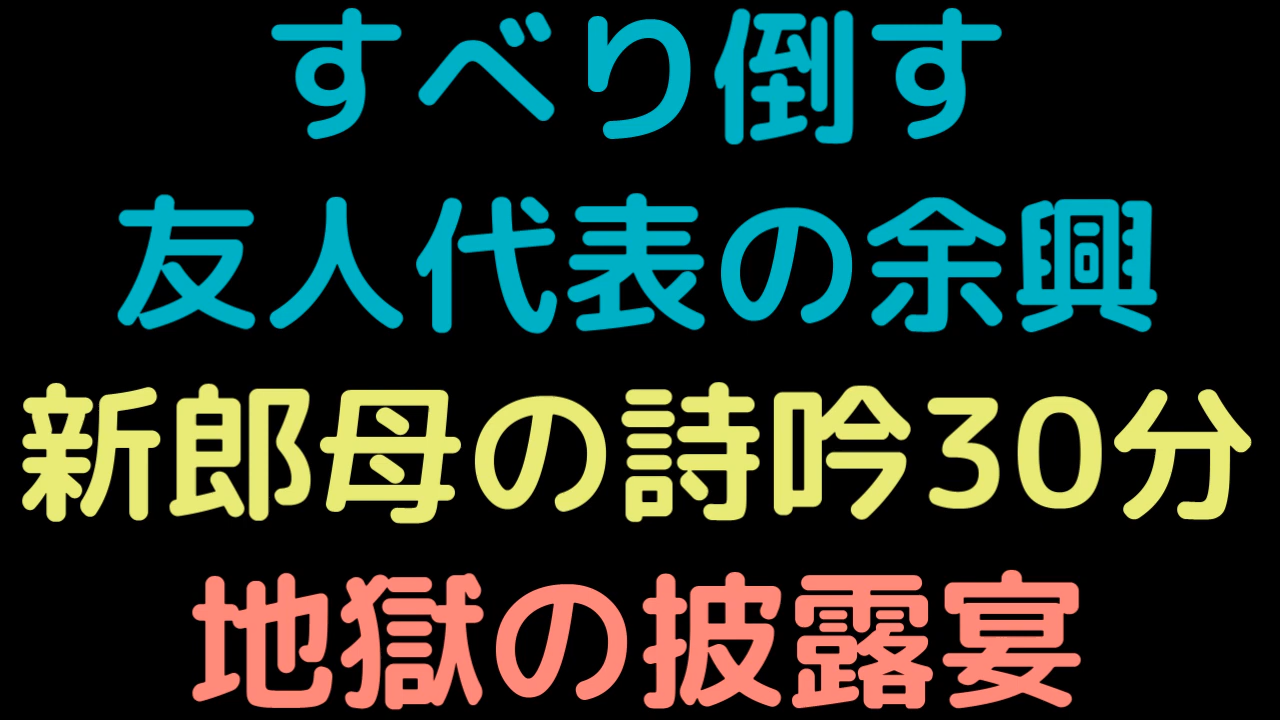 すべり倒す
友人代表の余興
新郎母の詩吟30分
地獄の披露宴